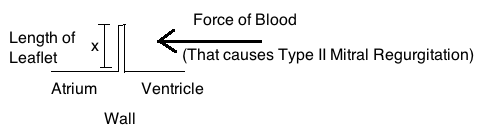 Force of Blood
Length of
Leaflet
x
(That causes Type II Mitral Regurgitation)
Atrium
Ventricle
Wall